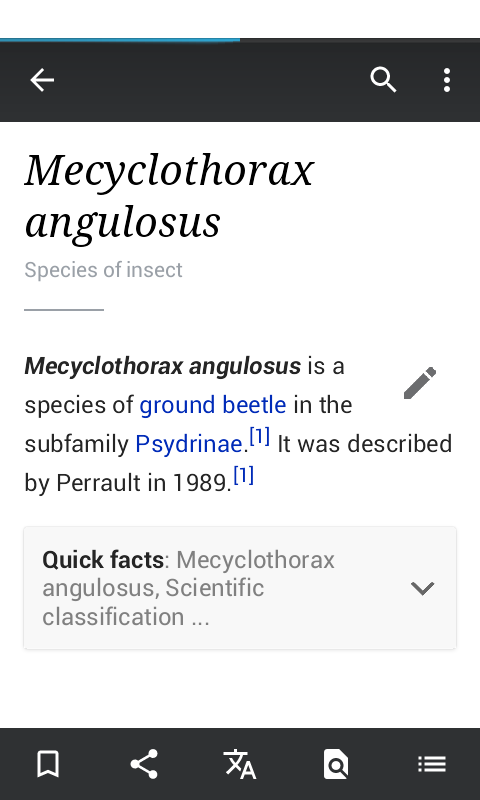 Mecyclothorax
angulosus
Species of insect
Mecyclothorax angulosus is a
species of ground beetle in the
subfamily Psydrinae.[1] It was described
by Perrault in 1989.[1]
Quick facts: Mecyclothorax
angulosus, Scientific
classification ...